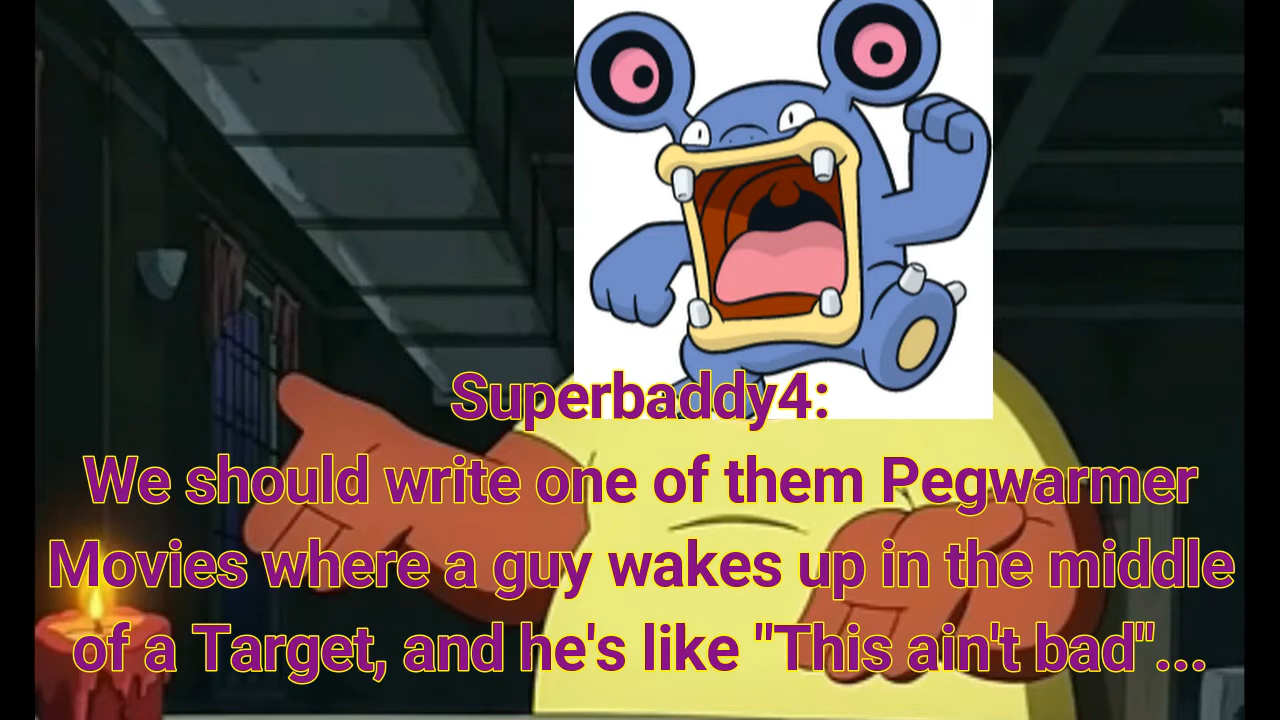 Superbaddy4:
We should write one of them Pegwarmer
Movies where a guy wakes up in the middle
of a Target, and he's like "This ain't bad"...